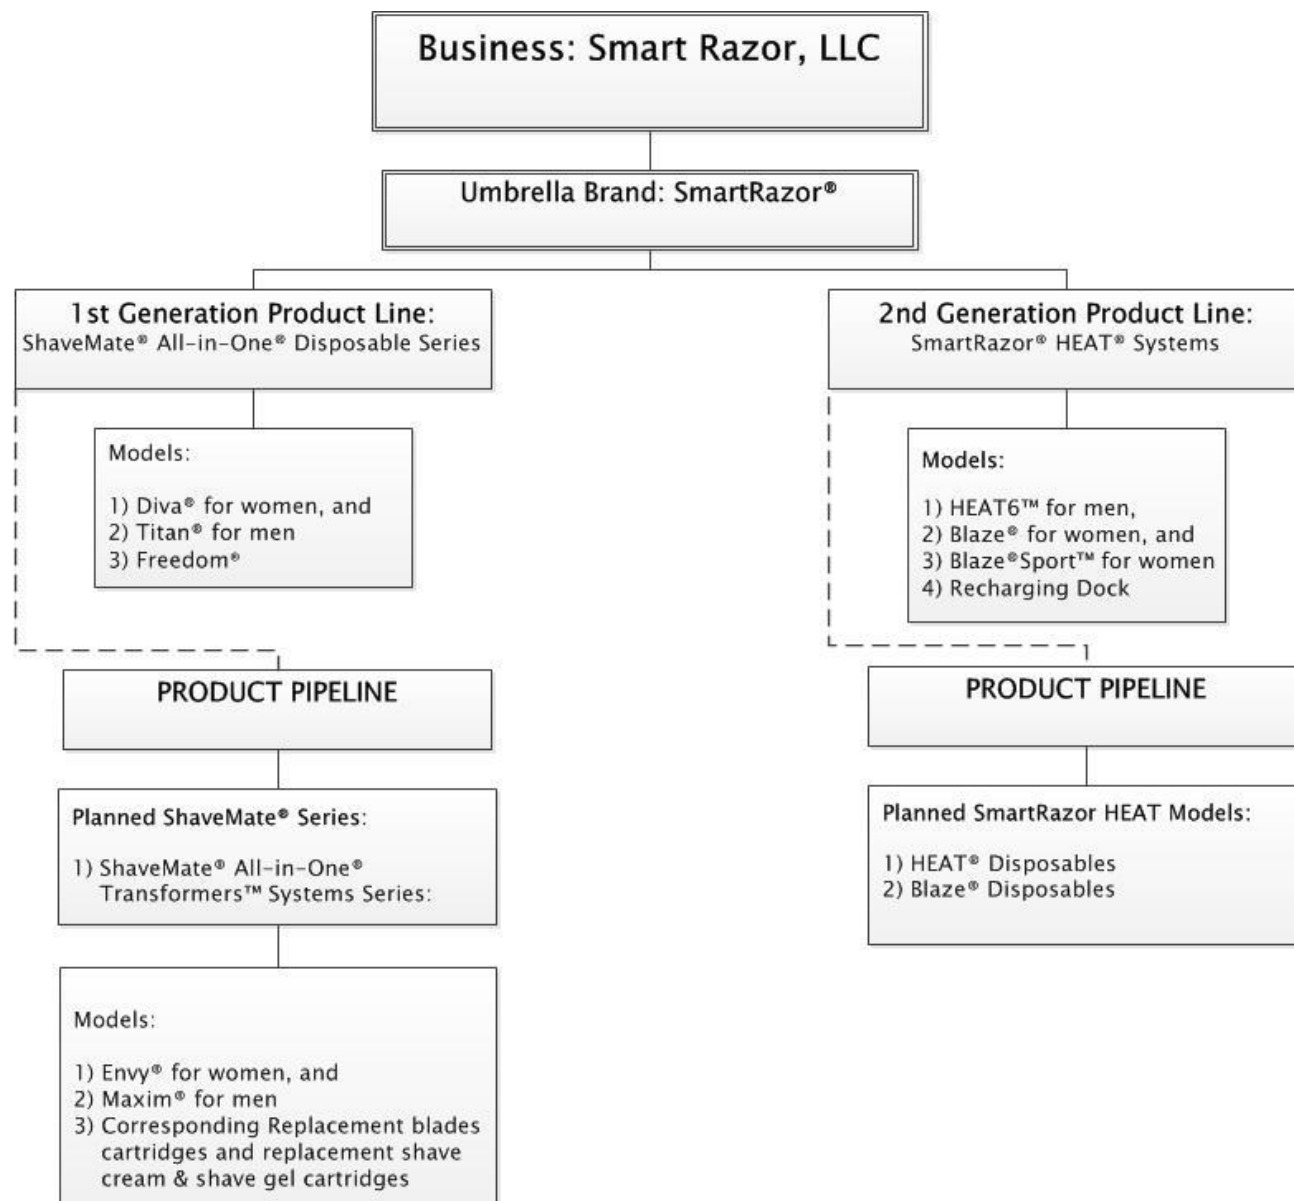 Business: Smart Razor, LLC
Umbrella Brand: SmartRazor®
1st Generation Product Line:
ShaveMate® All-in-One® Disposable Series
Models:
1) Diva® for women, and
2) Titan® for men
3) Freedom®
PRODUCT PIPELINE
Planned ShaveMate® Series:
1) ShaveMate® All-in-One®
Transformers™ Systems Series:
Models:
1) Envy® for women, and
2) Maxim® for men
3) Corresponding Replacement blades
cartridges and replacement shave
cream & shave gel cartridges
2nd Generation Product Line:
SmartRazor® HEAT® Systems
Models:
1) HEAT6™ for men,
2) Blaze® for women, and
3) Blaze®Sport™ for women
4) Recharging Dock
PRODUCT PIPELINE
Planned SmartRazor HEAT Models:
1) HEAT® Disposables
2) Blaze® Disposables